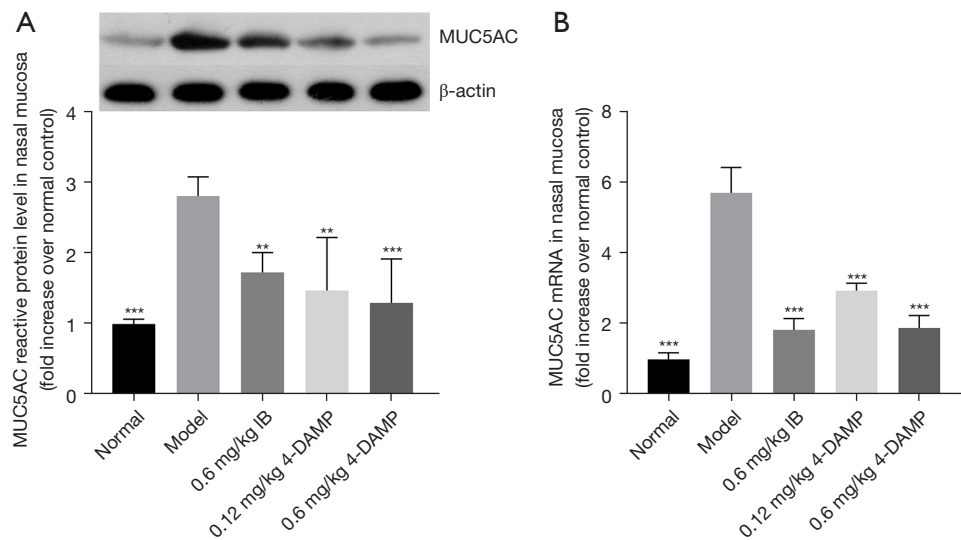 A
MUC5AC
β-actin
MUC5AC reactive protein level in nasal mucosa
(fold increase over normal control)
4
3
2
1
0
***
**
**
***
Normal
Model
0.6 mg/kg IB
0.12 mg/kg 4-DAMP
0.6 mg/kg 4-DAMP
B
MUC5AC mRNA in nasal mucosa
(fold increase over normal control)
8
6
4
2
0
***
***
***
***
Normal
Model
0.6 mg/kg IB
0.12 mg/kg 4-DAMP
0.6 mg/kg 4-DAMP